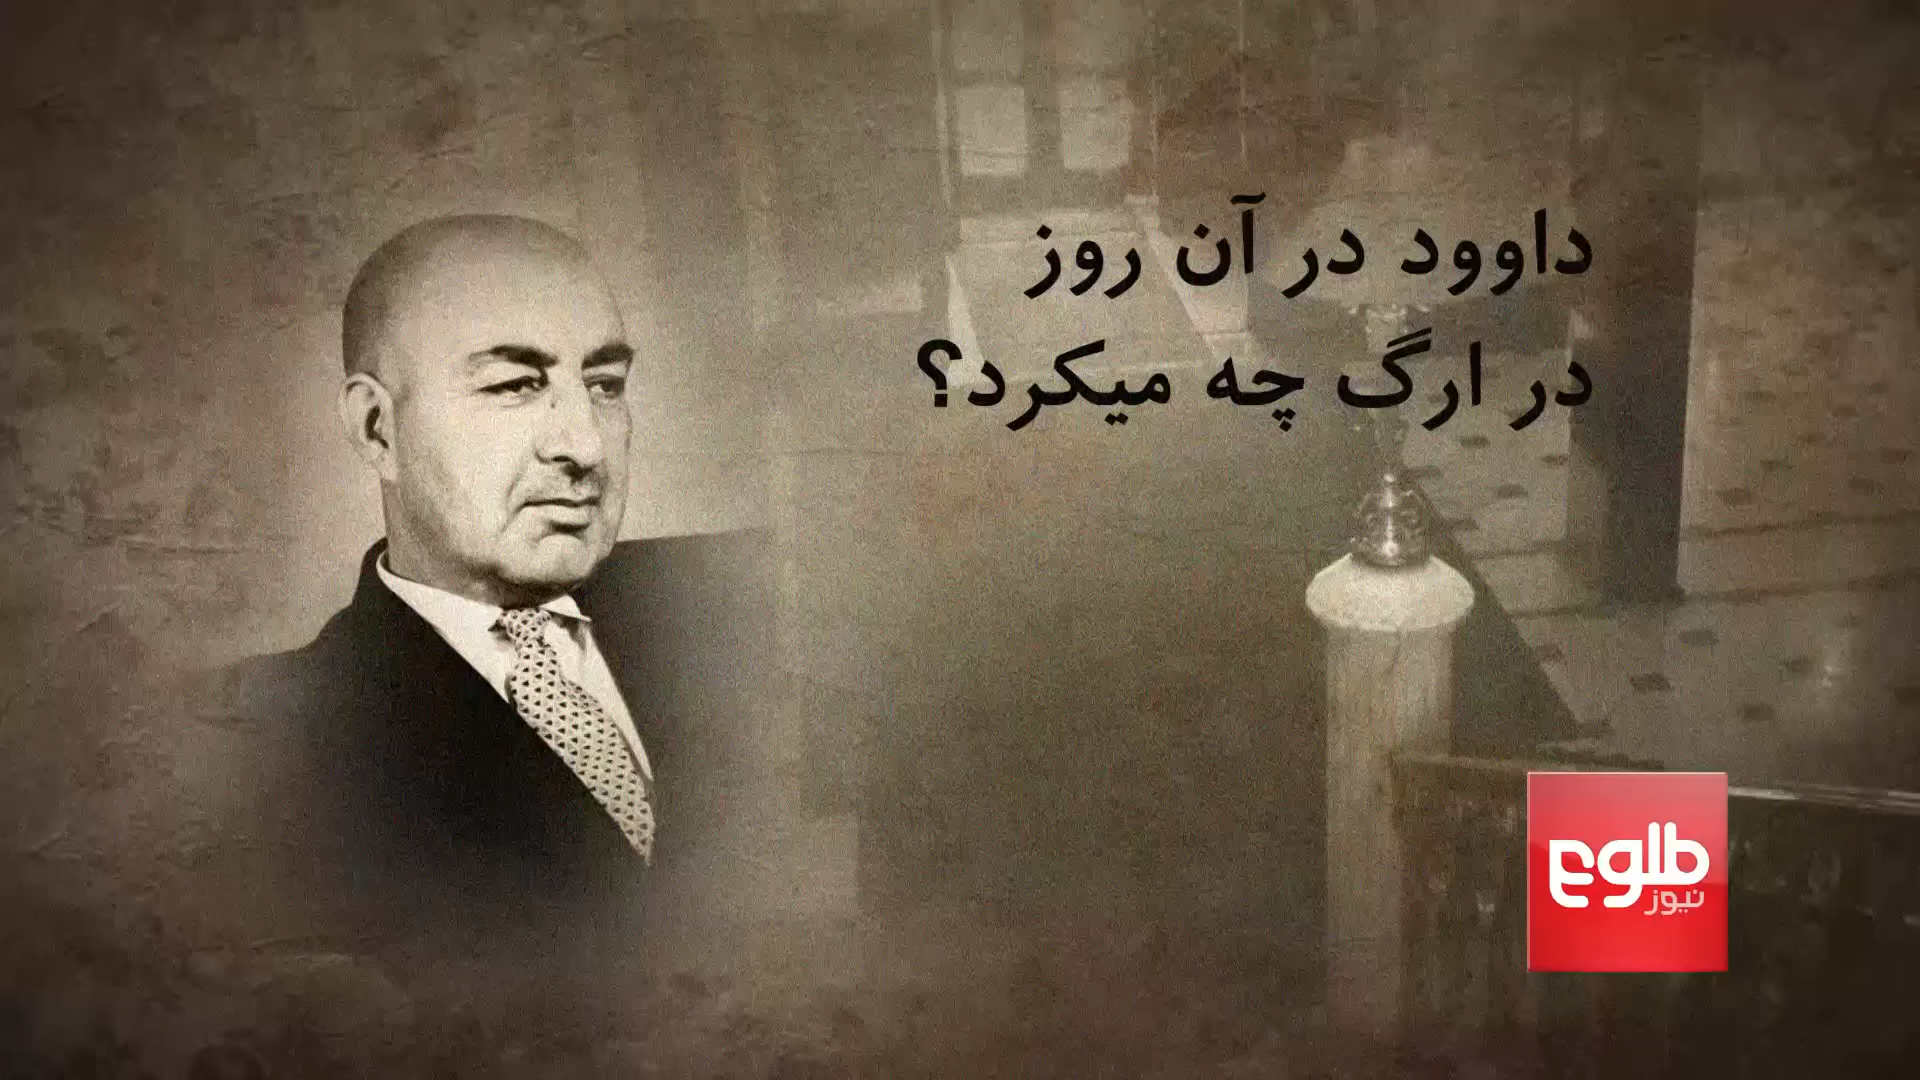 داوود در آن روز
در ارگ چه میکرد؟
طلوع
نیوز